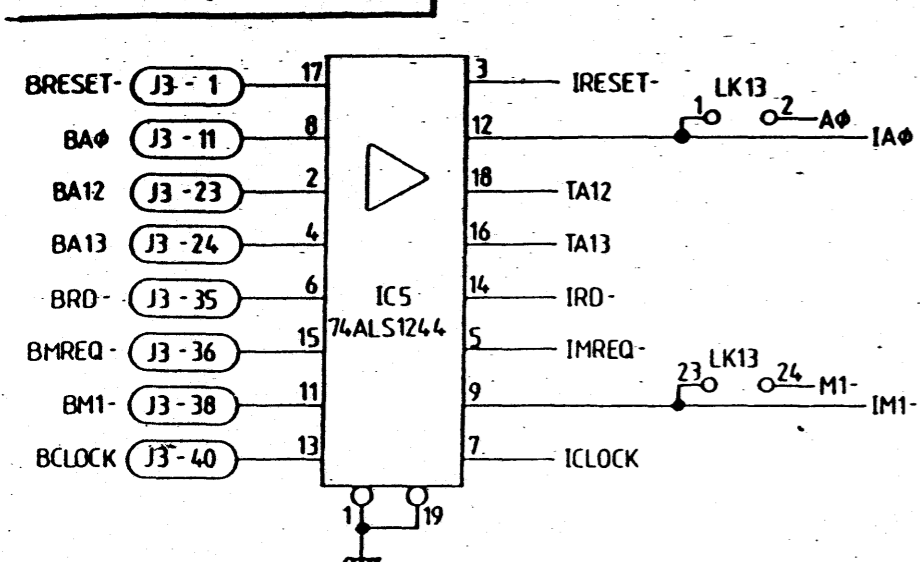 BRESET- J3 - 1 17 3 IRESET-
LK13
1 2 AØ
BAØ J3 - 11 8 12 IAØ
BA12 J3 - 23 2 18 TA12
BA13 J3 - 24 4 16 TA13
BRD - J3 - 35 6 14 IRD -
IC5
74ALS1244
BMREQ - J3 - 36 15 5 IMREQ-
LK13
23 24 M1-
BM1- J3 - 38 11 9 IM1-
BCLOCK J3 - 40 13 7 ICLOCK
1 19